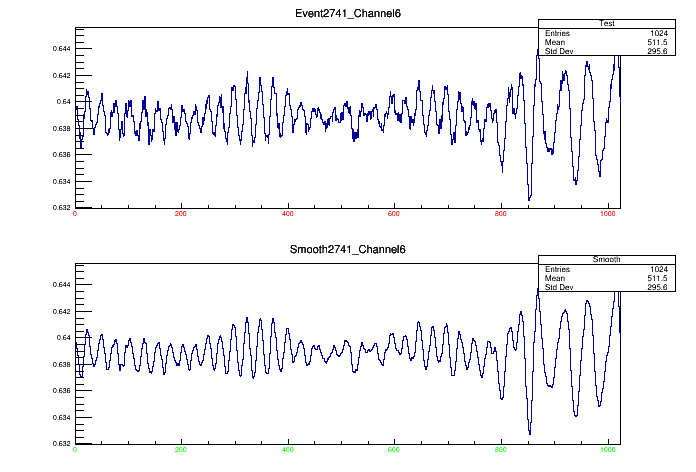 Event2741_Channel6
Test
Entries 1024
Mean 511.5
Std Dev 295.6
0.644
0.642
0.64
0.638
0.636
0.634
0.632
0 200 400 600 800 1000
Smooth2741_Channel6
Smooth
Entries 1024
Mean 511.5
Std Dev 295.6
0.644
0.642
0.64
0.638
0.636
0.634
0.632
0 200 400 600 800 1000